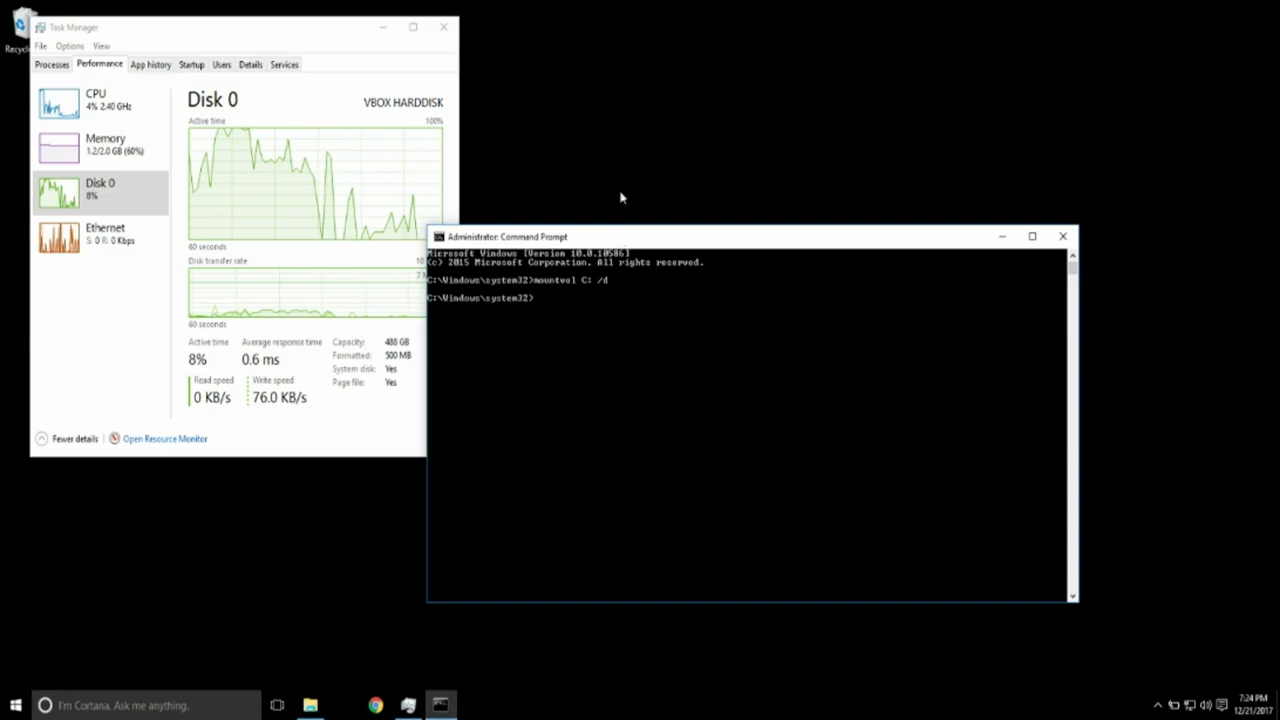 Recycle
Task Manager
File Options View
Processes Performance App history Startup Users Details Services
CPU
4% 2.40 GHz
Memory
1.2/2.0 GB (60%)
Disk 0
8%
Ethernet
S: 0 R: 0 Kbps
Disk 0 VBOX HARDDISK
Active time 100%
60 seconds
Disk transfer rate 10
7 M
60 seconds
Active time Average response time
8% 0.6 ms
Read speed Write speed
0 KB/s 76.0 KB/s
Capacity: 488 GB
Formatted: 500 MB
System disk: Yes
Page file: Yes
Fewer details Open Resource Monitor
Administrator: Command Prompt
Microsoft Windows [Version 10.0.10586]
(c) 2015 Microsoft Corporation. All rights reserved.
C:\Windows\system32>mountvol C: /d
C:\Windows\system32>
I'm Cortana. Ask me anything.
7:24 PM
12/21/2017